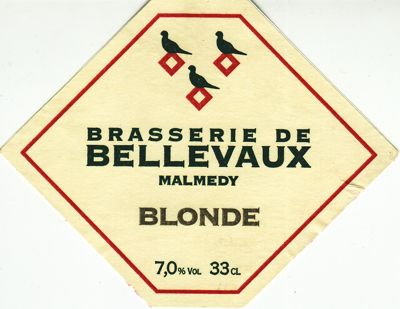 BRASSERIE DE
BELLEVAUX
MALMEDY
BLONDE
7,0% VOL 33 CL